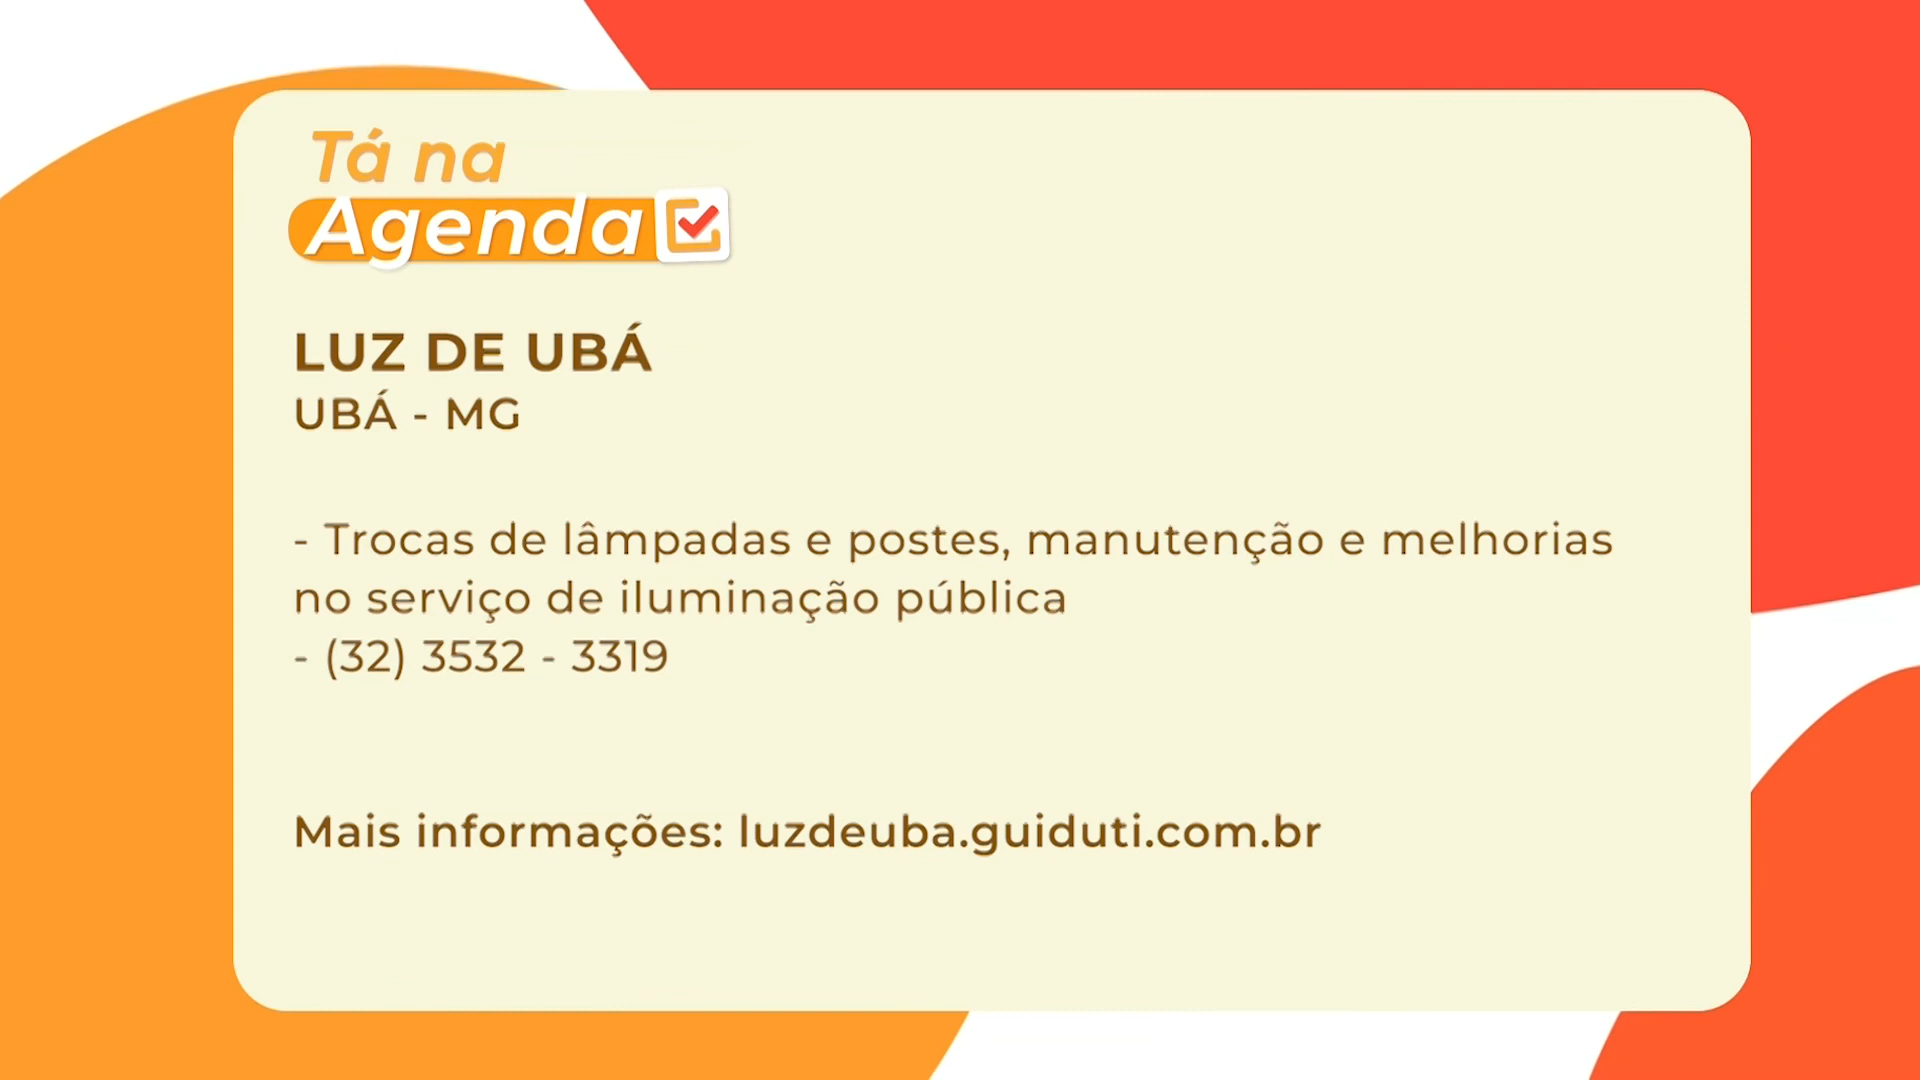 Tá na
Agenda
LUZ DE UBÁ
UBÁ - MG
- Trocas de lâmpadas e postes, manutenção e melhorias
no serviço de iluminação pública
- (32) 3532 - 3319
Mais informações: luzdeuba.guiduti.com.br